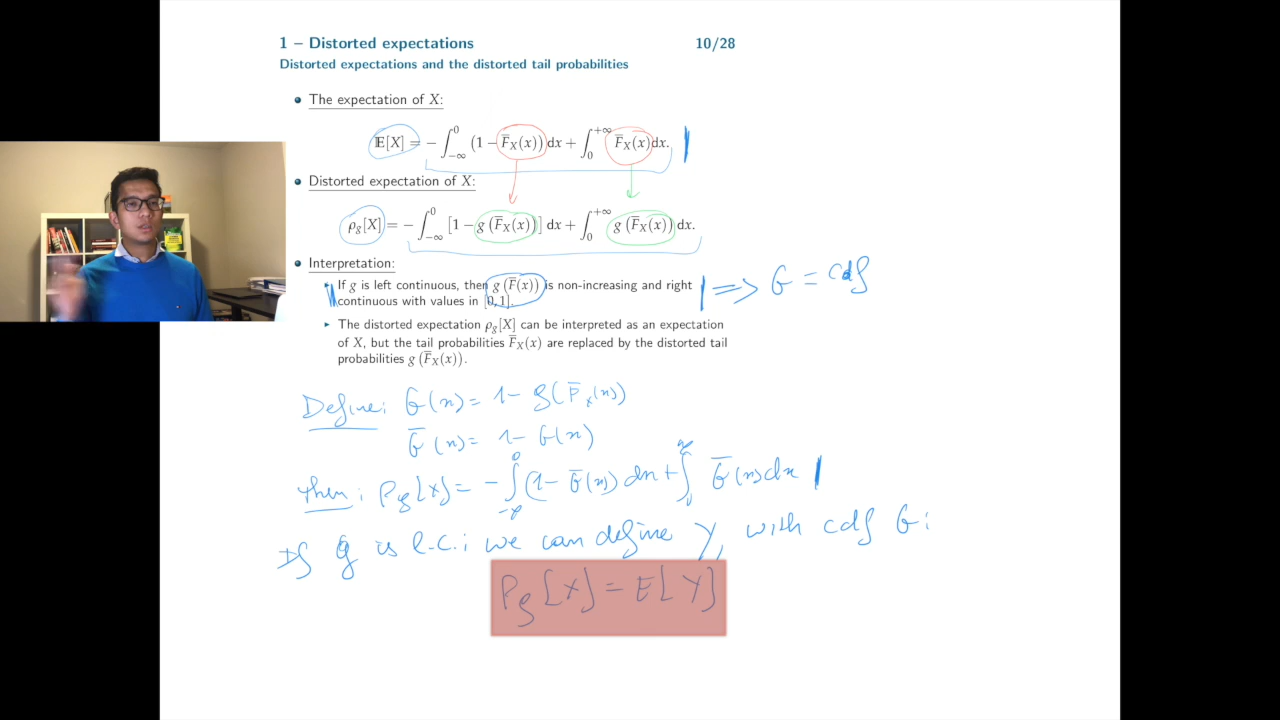 1 – Distorted expectations 10/28
Distorted expectations and the distorted tail probabilities
• The expectation of X:
𝔼[X] = −∫_{−∞}^{0} (1 − F̅_X(x)) dx + ∫_{0}^{+∞} F̅_X(x)dx.
• Distorted expectation of X:
ρ_g[X] = −∫_{−∞}^{0} [1 − g (F̅_X(x))] dx + ∫_{0}^{+∞} g (F̅_X(x)) dx.
• Interpretation:
▸ If g is left continuous, then g (F̅(x)) is non-increasing and right
continuous with values in [0,1].
⟹ G = cdf
▸ The distorted expectation ρ_g[X] can be interpreted as an expectation
of X, but the tail probabilities F̅_X(x) are replaced by the distorted tail
probabilities g (F̅_X(x)).
Define: G(x) = 1 − g(F̅_X(x))
G̅(x) = 1 − G(x)
Then: ρ_g[X] = −∫_{−∞}^{0} (1 − G̅(x)) dx + ∫_{0}^{∞} G̅(x)dx
If g is l.c.: we can define Y, with cdf G:
ρ_g[X] = E[Y]